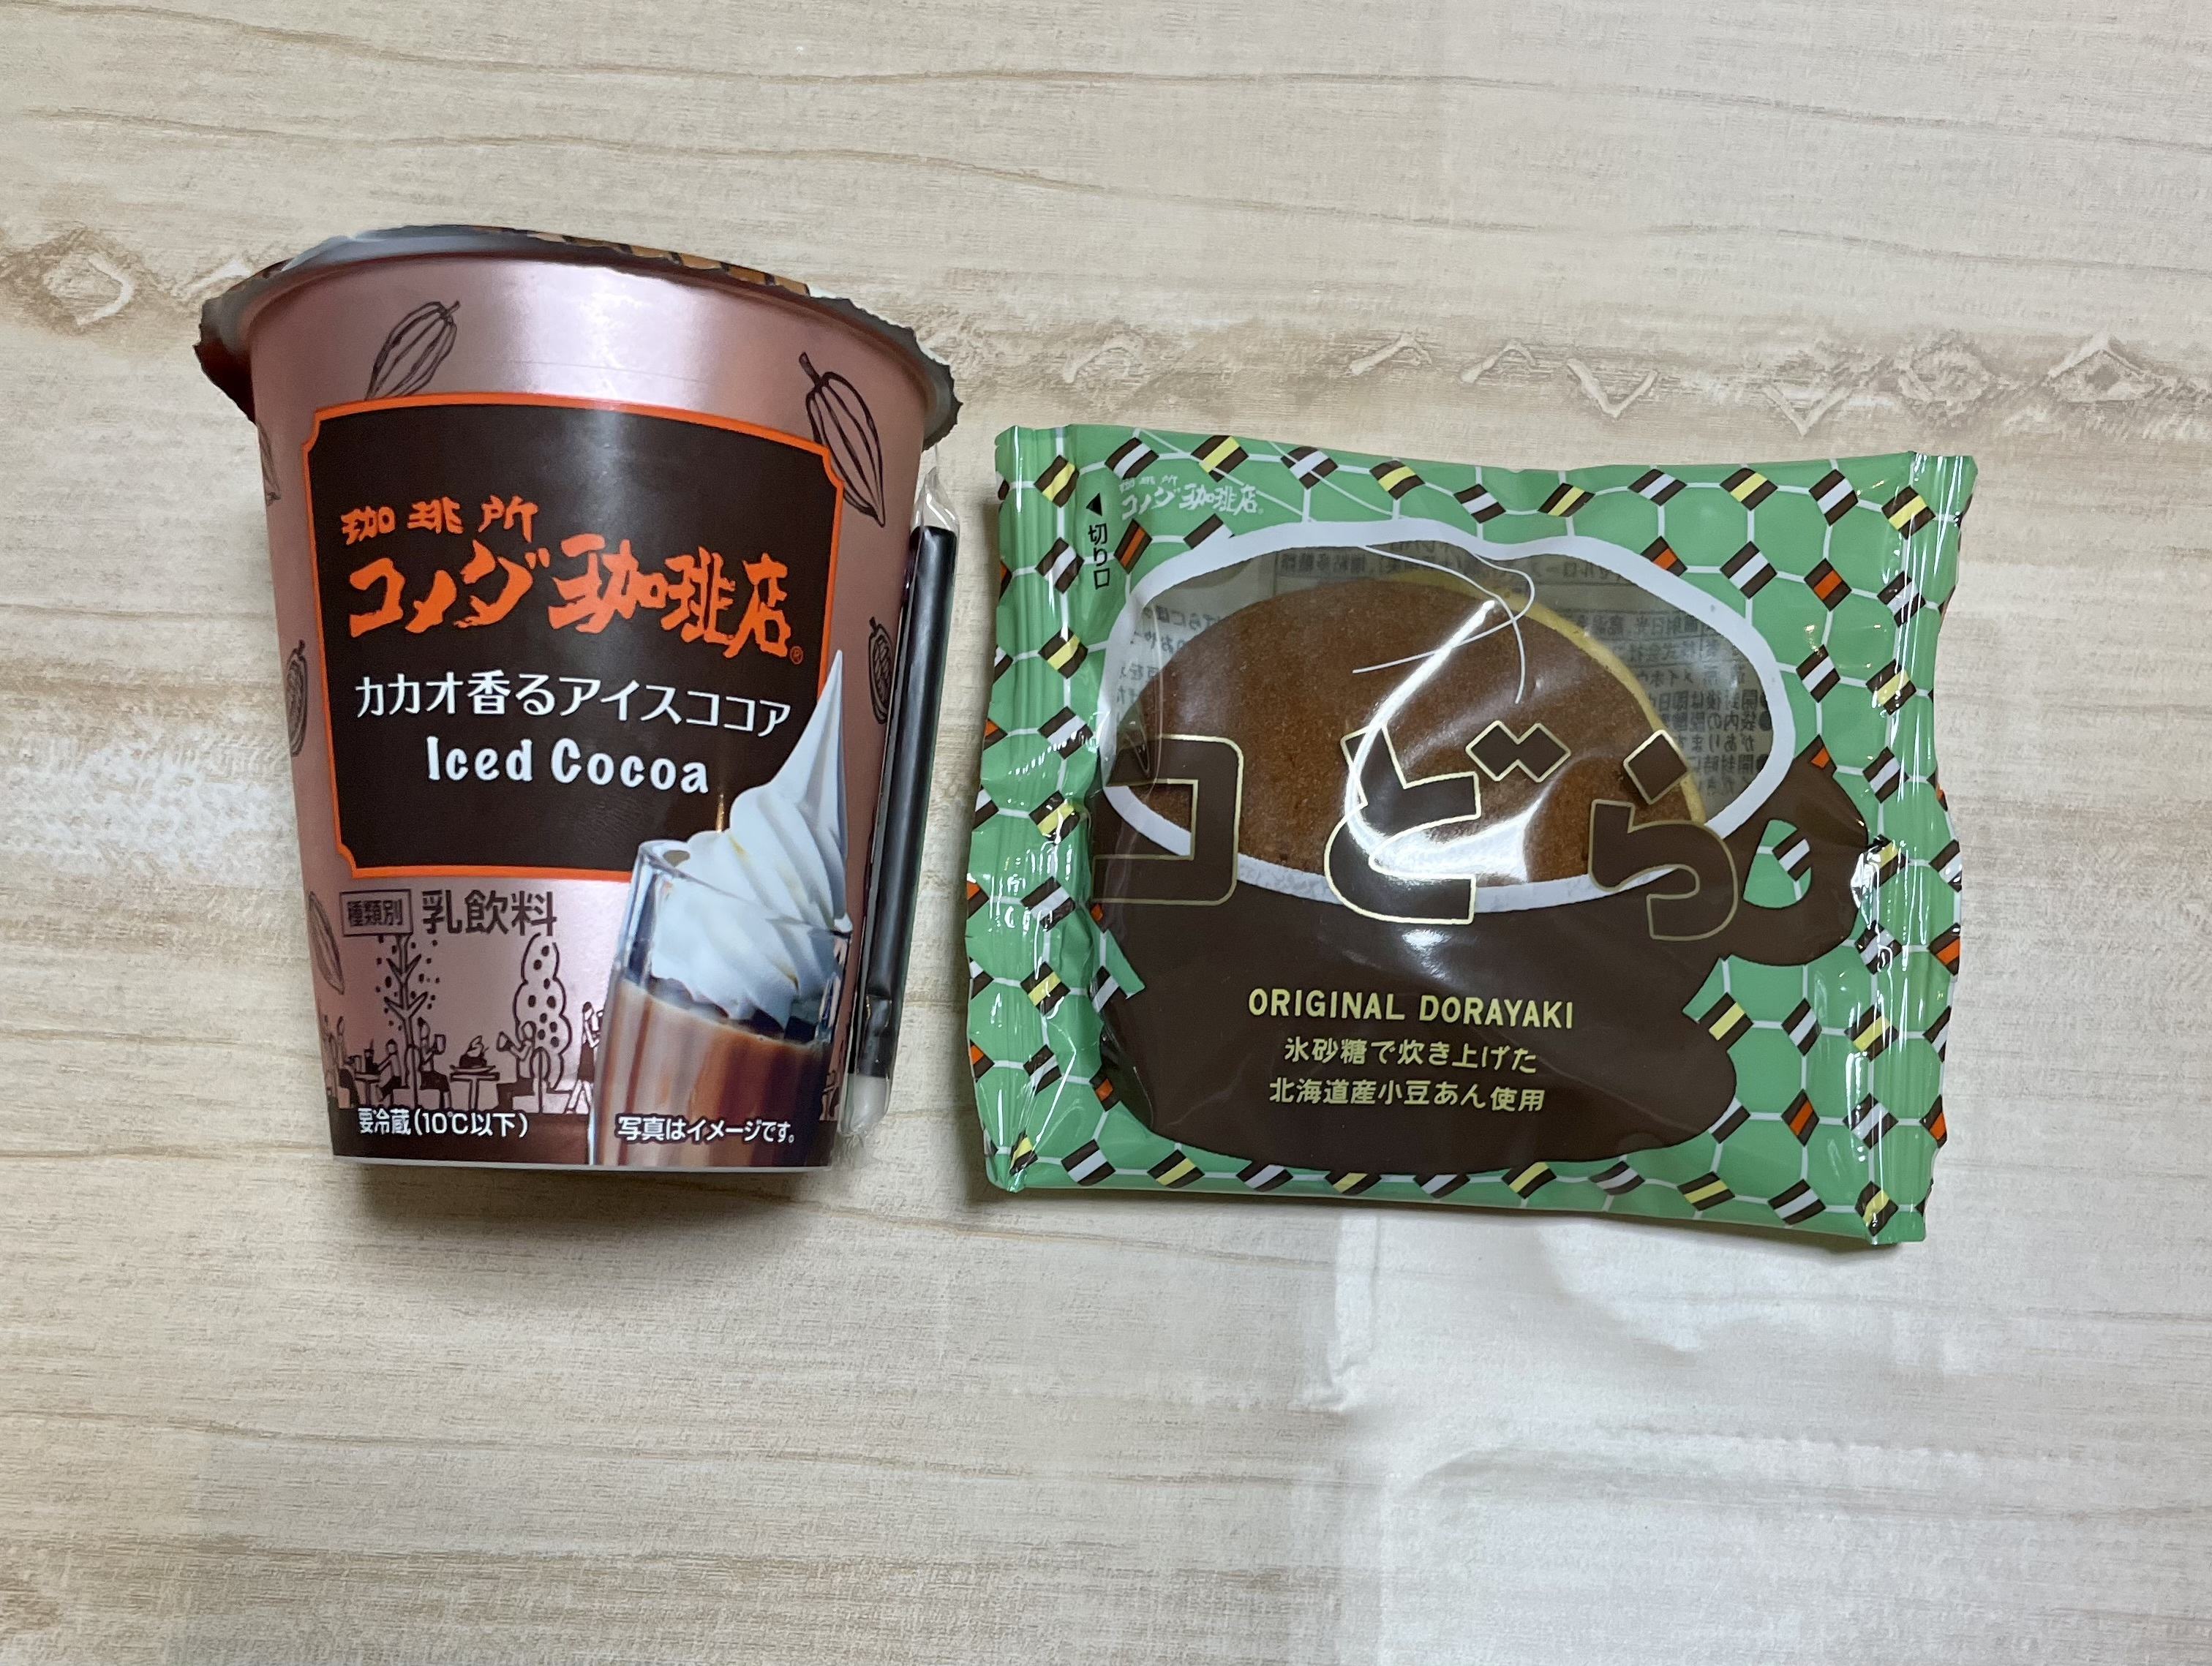 珈琲所
コメダ珈琲店®
カカオ香るアイスココア
Iced Cocoa
種類別 乳飲料
要冷蔵(10℃以下)
写真はイメージです。
珈琲所
コメダ珈琲店
切り口
コどら
ORIGINAL DORAYAKI
氷砂糖で炊き上げた
北海道産小豆あん使用